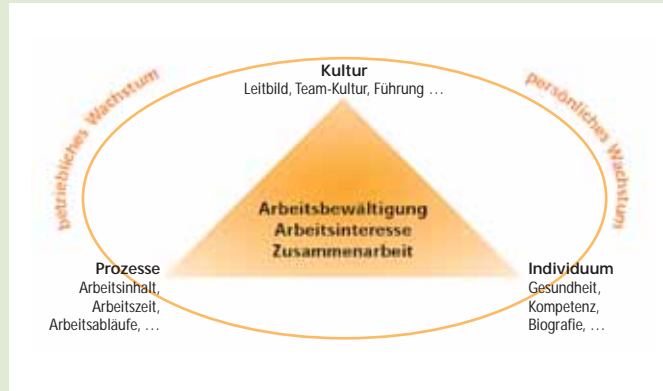 Kultur
Leitbild, Team-Kultur, Führung …
betriebliches Wachstum
persönliches Wachstum
Arbeitsbewältigung
Arbeitsinteresse
Zusammenarbeit
Prozesse
Arbeitsinhalt,
Arbeitszeit,
Arbeitsabläufe, …
Individuum
Gesundheit,
Kompetenz,
Biografie, …